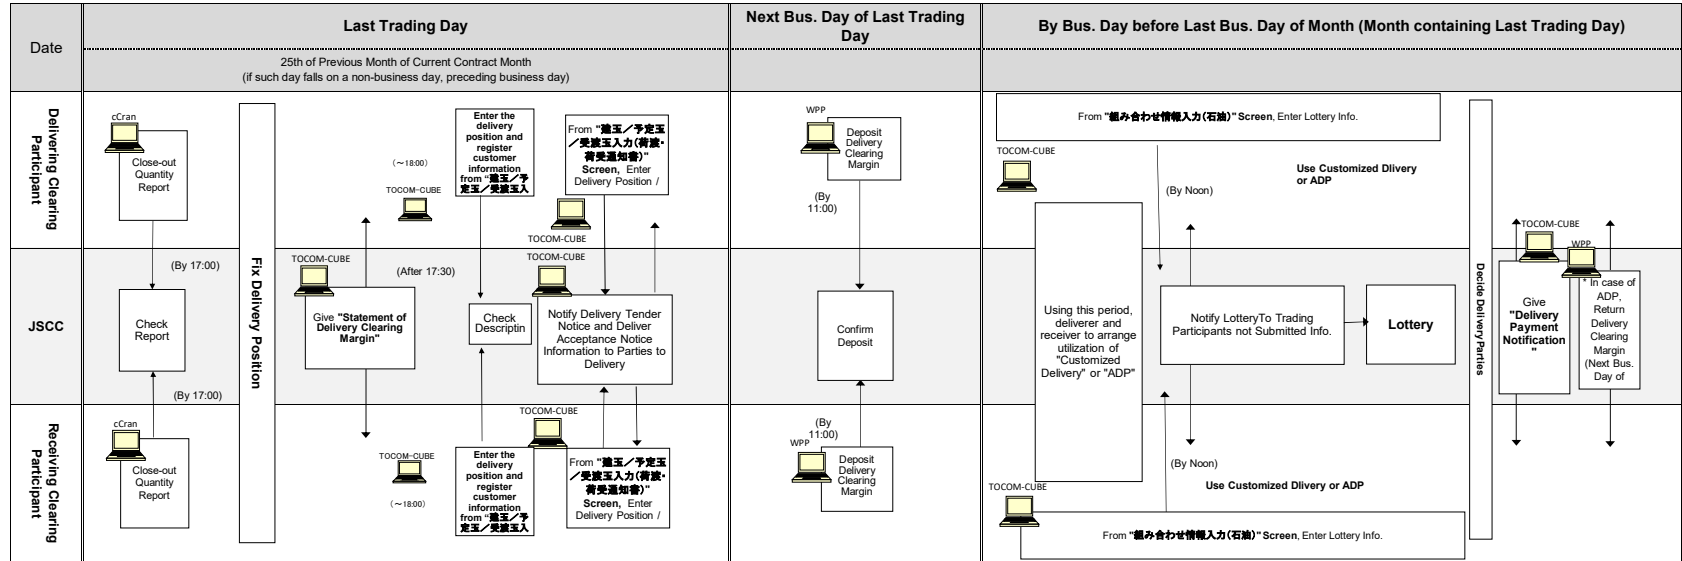 Date
Last Trading Day
25th of Previous Month of Current Contract Month
(if such day falls on a non-business day, preceding business day)
Next Bus. Day of Last Trading
Day
By Bus. Day before Last Bus. Day of Month (Month containing Last Trading Day)
Delivering Clearing
Participant
cCran
Close-out
Quantity
Report
(By 17:00)
Fix Delivery Position
(～18:00)
TOCOM-CUBE
Enter the
delivery
position and
register
customer
information
from "建玉／予
定玉／受渡玉入
From "建玉／予定玉
／受渡玉入力(荷渡・
荷受通知書)"
Screen, Enter
Delivery Position /
TOCOM-CUBE
WPP
Deposit
Delivery
Clearing
Margin
(By
11:00)
From "組み合わせ情報入力(石油)" Screen, Enter Lottery Info.
TOCOM-CUBE
(By Noon)
Use Customized Dlivery
or ADP
JSCC
Check
Report
TOCOM-CUBE
Give "Statement of
Delivery Clearing
Margin"
(After 17:30)
Check
Descriptin
TOCOM-CUBE
Notify Delivery Tender
Notice and Deliver
Acceptance Notice
Information to Parties to
Delivery
Confirm
Deposit
Using this period,
deliverer and
receiver to arrange
utilization of
"Customized
Delivery" or "ADP"
Notify LotteryTo Trading
Participants not Submitted Info.
Lottery
Decide Delivery Parties
TOCOM-CUBE
Give
"Delivery
Payment
Notification
"
WPP
* In case of
ADP,
Return
Delivery
Clearing
Margin
(Next Bus.
Day of
Receiving Clearing
Participant
(By 17:00)
cCran
Close-out
Quantity
Report
TOCOM-CUBE
(～18:00)
Enter the
delivery
position and
register
customer
information
from "建玉／予
定玉／受渡玉入
TOCOM-CUBE
From "建玉／予定玉
／受渡玉入力(荷渡・
荷受通知書)"
Screen, Enter
Delivery Position /
(By
11:00)
WPP
Deposit
Delivery
Clearing
Margin
(By Noon)
Use Customized Dlivery or ADP
TOCOM-CUBE
From "組み合わせ情報入力(石油)" Screen, Enter Lottery Info.